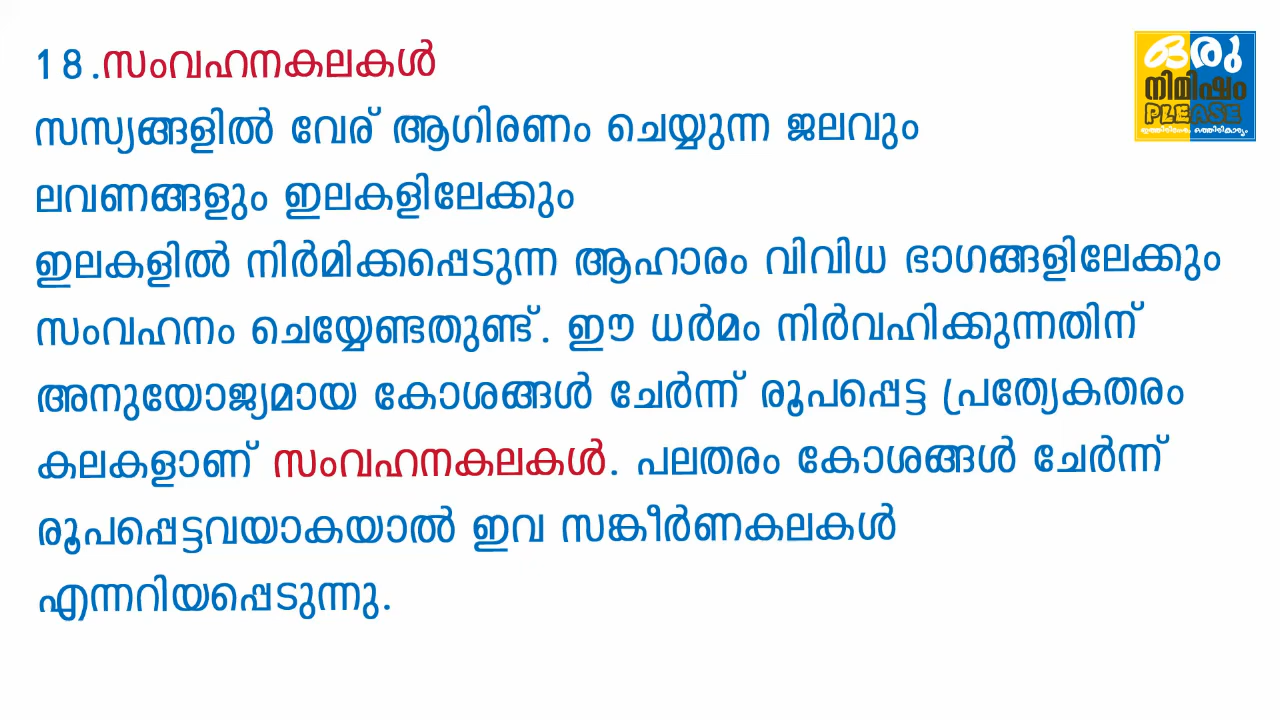 18.സംവഹനകലകൾ
സസ്യങ്ങളിൽ വേര് ആഗിരണം ചെയ്യുന്ന ജലവും
ലവണങ്ങളും ഇലകളിലേക്കും
ഇലകളിൽ നിർമിക്കപ്പെടുന്ന ആഹാരം വിവിധ ഭാഗങ്ങളിലേക്കും
സംവഹനം ചെയ്യേണ്ടതുണ്ട്. ഈ ധർമം നിർവഹിക്കുന്നതിന്
അനുയോജ്യമായ കോശങ്ങൾ ചേർന്ന് രൂപപ്പെട്ട പ്രത്യേകതരം
കലകളാണ് സംവഹനകലകൾ. പലതരം കോശങ്ങൾ ചേർന്ന്
രൂപപ്പെട്ടവയാകയാൽ ഇവ സങ്കീർണകലകൾ
എന്നറിയപ്പെടുന്നു.
ഒരു
നിമിഷം
PLEASE